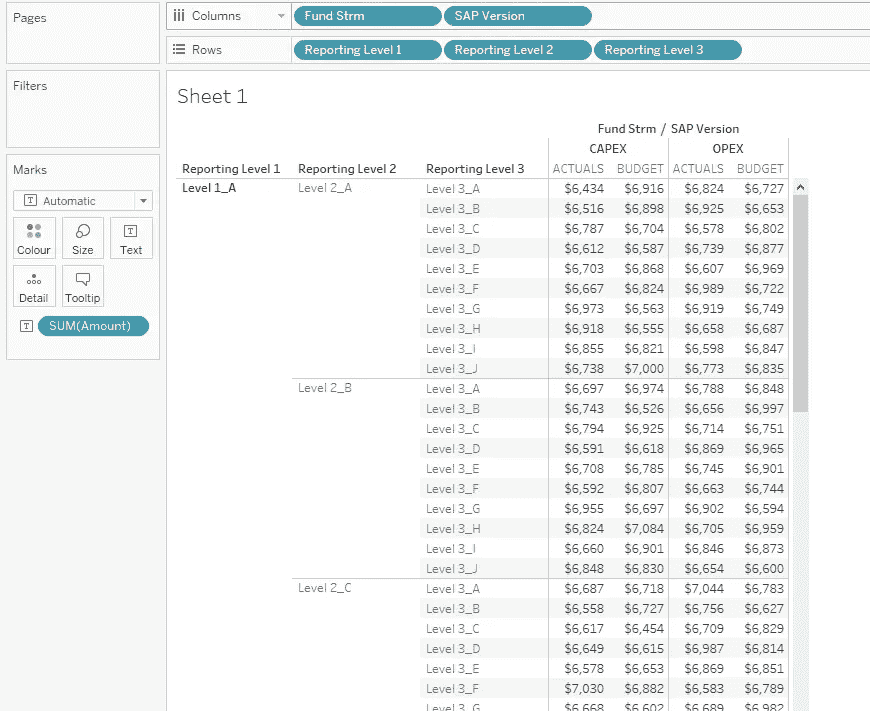 Pages
Columns Fund Strm SAP Version
Rows Reporting Level 1 Reporting Level 2 Reporting Level 3
Filters
Marks
Automatic
Colour Size Text
Detail Tooltip
SUM(Amount)
Sheet 1
Fund Strm / SAP Version
CAPEX OPEX
Reporting Level 1 Reporting Level 2 Reporting Level 3 ACTUALS BUDGET ACTUALS BUDGET
Level 1_A Level 2_A Level 3_A $6,434 $6,916 $6,824 $6,727
Level 3_B $6,516 $6,898 $6,925 $6,653
Level 3_C $6,787 $6,704 $6,578 $6,802
Level 3_D $6,612 $6,587 $6,739 $6,877
Level 3_E $6,703 $6,868 $6,607 $6,969
Level 3_F $6,667 $6,824 $6,989 $6,722
Level 3_G $6,973 $6,563 $6,919 $6,749
Level 3_H $6,918 $6,555 $6,658 $6,687
Level 3_I $6,855 $6,821 $6,598 $6,847
Level 3_J $6,738 $7,000 $6,773 $6,835
Level 2_B Level 3_A $6,697 $6,974 $6,788 $6,848
Level 3_B $6,743 $6,526 $6,656 $6,997
Level 3_C $6,794 $6,925 $6,714 $6,751
Level 3_D $6,591 $6,618 $6,869 $6,965
Level 3_E $6,708 $6,785 $6,745 $6,901
Level 3_F $6,592 $6,807 $6,663 $6,744
Level 3_G $6,955 $6,697 $6,902 $6,594
Level 3_H $6,824 $7,084 $6,705 $6,959
Level 3_I $6,660 $6,901 $6,846 $6,873
Level 3_J $6,848 $6,830 $6,654 $6,600
Level 2_C Level 3_A $6,687 $6,718 $7,044 $6,783
Level 3_B $6,558 $6,727 $6,756 $6,627
Level 3_C $6,617 $6,454 $6,709 $6,829
Level 3_D $6,649 $6,615 $6,987 $6,814
Level 3_E $6,578 $6,653 $6,869 $6,851
Level 3_F $7,030 $6,882 $6,583 $6,789
Level 3_G $6,668 $6,602 $6,689 $6,982